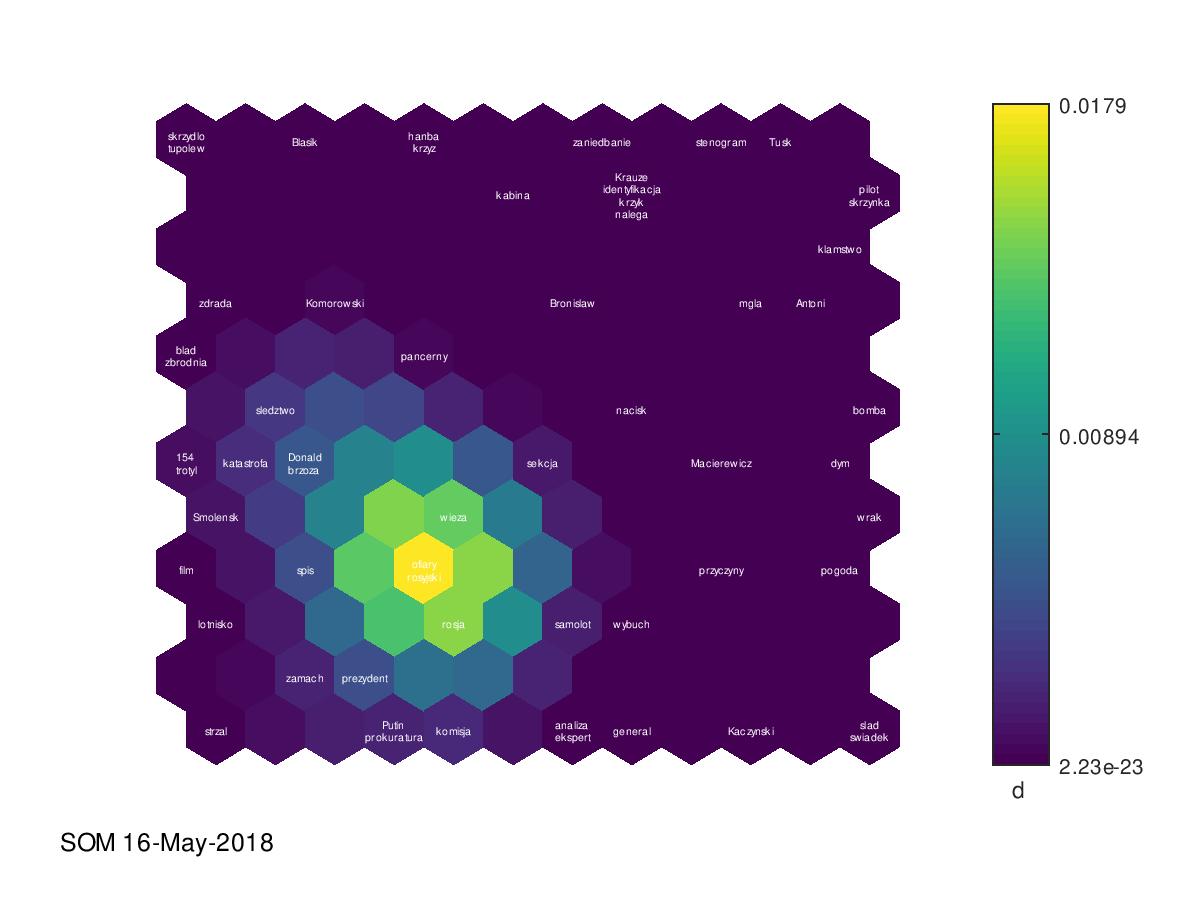 0.0179
skrzydlo
tupolew
Blasik
hanba
krzyz
zaniedbanie
stenogram
Tusk
kabina
Krauze
identyfikacja
krzyk
nalega
pilot
skrzynka
klamstwo
zdrada
Komorowski
Bronislaw
mgla
Antoni
blad
zbrodnia
pancerny
sledztwo
nacisk
bomba
0.00894
154
trotyl
katastrofa
Donald
brzoza
sekcja
Macierewicz
dym
Smolensk
wieza
wrak
film
spis
ofiary
rosyjski
przyczyny
pogoda
lotnisko
rosja
samolot
wybuch
zamach
prezydent
strzal
Putin
prokuratura
komisja
analiza
ekspert
general
Kaczynski
slad
swiadek
2.23e-23
d
SOM 16-May-2018